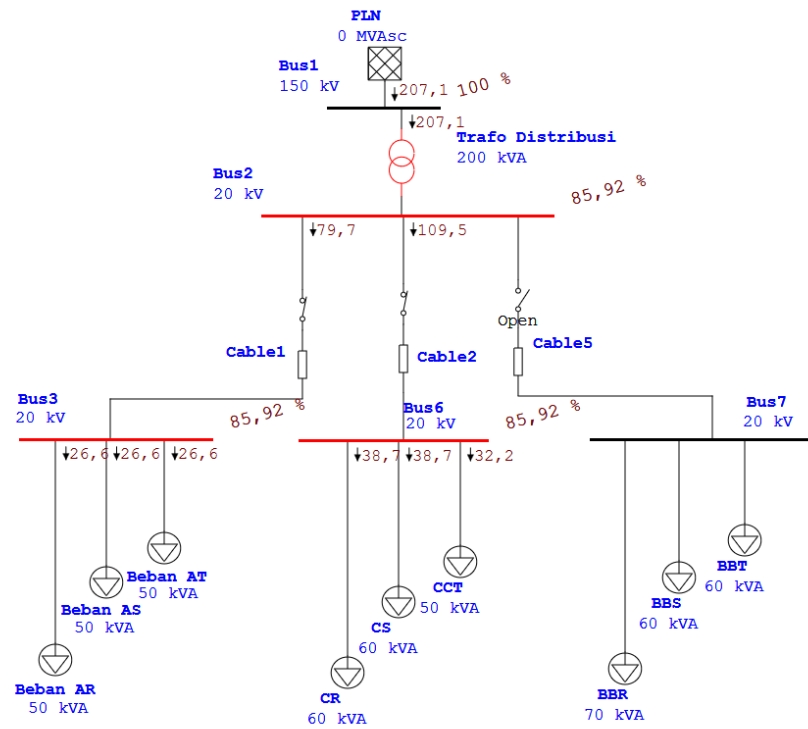 PLN
0 MVAsc
Bus1
150 kV
207,1
100 %
207,1
Trafo Distribusi
200 kVA
Bus2
20 kV
85,92 %
79,7
109,5
Open
Cable1
Cable2
Cable5
Bus3
20 kV
85,92 %
Bus6
20 kV
85,92 %
Bus7
20 kV
26,6
26,6
26,6
38,7
38,7
32,2
Beban AT
50 kVA
Beban AS
50 kVA
Beban AR
50 kVA
CCT
50 kVA
CS
60 kVA
CR
60 kVA
BBT
60 kVA
BBS
60 kVA
BBR
70 kVA